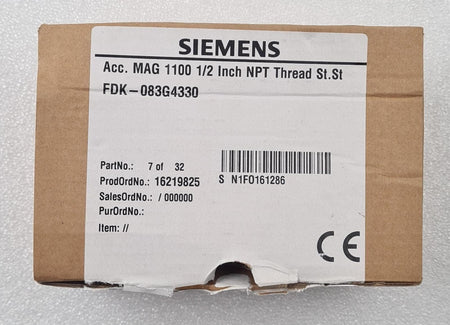 SIEMENS
Acc. MAG 1100 1/2 Inch NPT Thread St.St
FDK-083G4330
PartNo.: 7 of 32
ProdOrdNo.: 16219825
S N1FO161286
SalesOrdNo.: / 000000
PurOrdNo.:
Item: //
CE